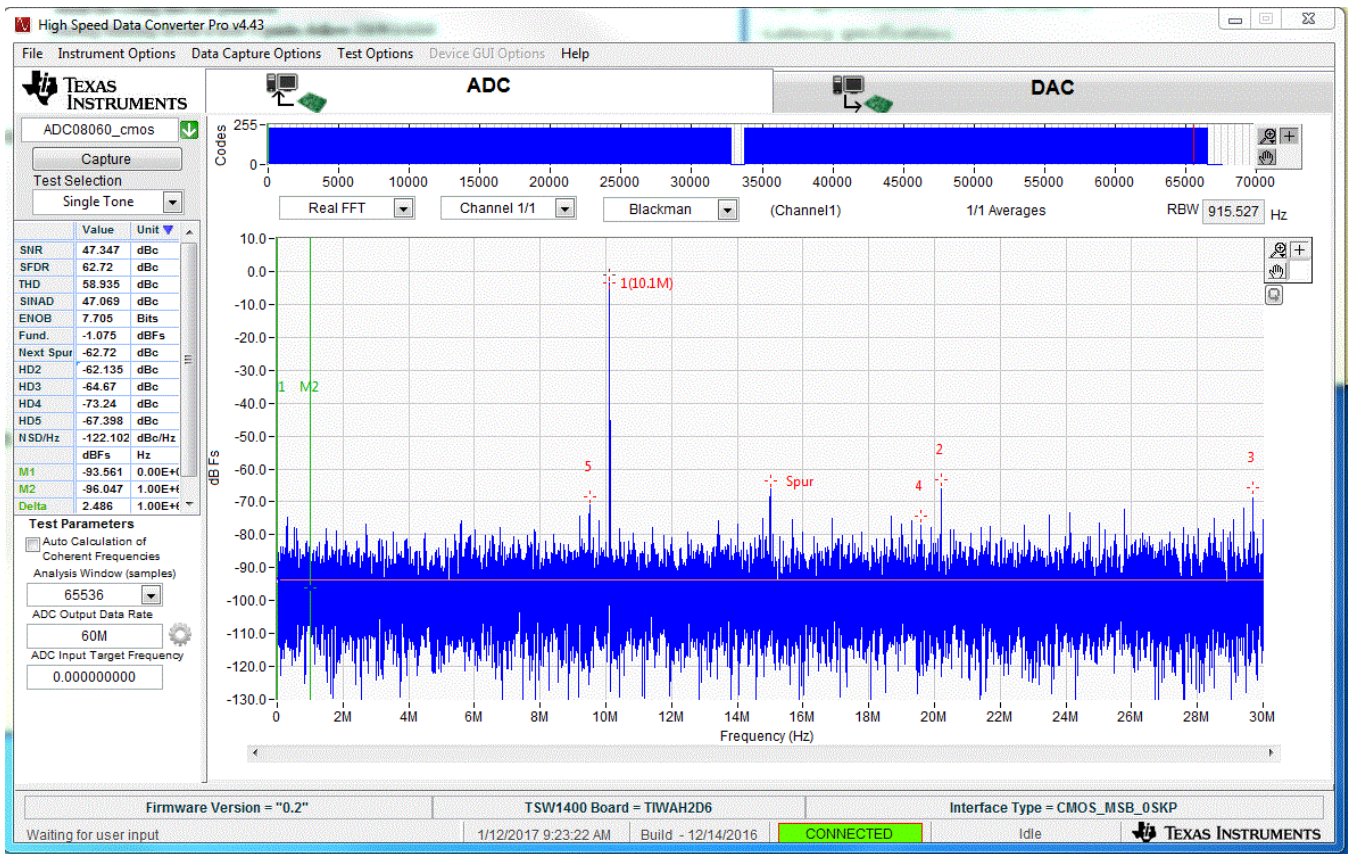 High Speed Data Converter Pro v4.43
File Instrument Options Data Capture Options Test Options Device GUI Options Help
TEXAS INSTRUMENTS
ADC
DAC
ADC08060_cmos
Capture
Test Selection
Single Tone
Codes
255
0
0 5000 10000 15000 20000 25000 30000 35000 40000 45000 50000 55000 60000 65000 70000
Real FFT
Channel 1/1
Blackman
(Channel1)
1/1 Averages
RBW 915.527 Hz
Value Unit
SNR 47.347 dBc
SFDR 62.72 dBc
THD 58.935 dBc
SINAD 47.069 dBc
ENOB 7.705 Bits
Fund. -1.075 dBFs
Next Spur -62.72 dBc
HD2 -62.135 dBc
HD3 -64.67 dBc
HD4 -73.24 dBc
HD5 -67.398 dBc
NSD/Hz -122.102 dBc/Hz
dBFs Hz
M1 -93.561 0.00E+0
M2 -96.047 1.00E+6
Delta 2.486 1.00E+6
Test Parameters
Auto Calculation of
Coherent Frequencies
Analysis Window (samples)
65536
ADC Output Data
Rate
60M
ADC Input Target Frequency
0.000000000
dB Fs
10.0
0.0
-10.0
-20.0
-30.0
-40.0
-50.0
-60.0
-70.0
-80.0
-90.0
-100.0
-110.0
-120.0
-130.0
1(10.1M)
1 M2
5
Spur
4
2
3
0 2M 4M 6M 8M 10M 12M 14M 16M 18M 20M 22M 24M 26M 28M 30M
Frequency (Hz)
Firmware Version = "0.2"
TSW1400 Board = TIWAH2D6
Interface Type = CMOS_MSB_0SKP
Waiting for user input
1/12/2017 9:23:22 AM
Build - 12/14/2016
CONNECTED
Idle
TEXAS INSTRUMENTS